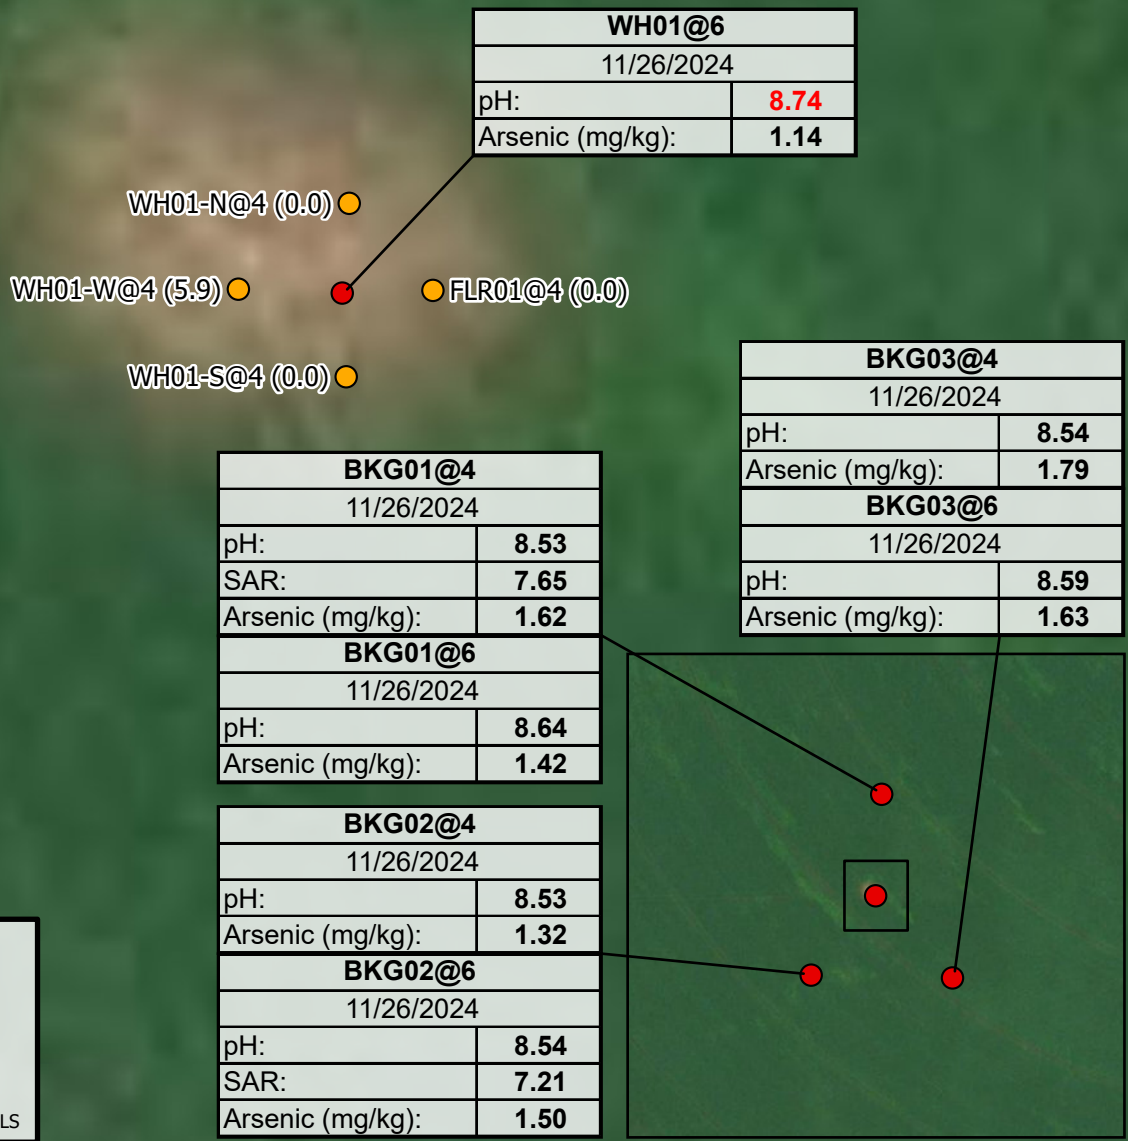 WH01@6
11/26/2024
pH: 8.74
Arsenic (mg/kg): 1.14
WH01-N@4 (0.0)
WH01-W@4 (5.9)
FLR01@4 (0.0)
WH01-S@4 (0.0)
BKG03@4
11/26/2024
pH: 8.54
Arsenic (mg/kg): 1.79
BKG03@6
11/26/2024
pH: 8.59
Arsenic (mg/kg): 1.63
BKG01@4
11/26/2024
pH: 8.53
SAR: 7.65
Arsenic (mg/kg): 1.62
BKG01@6
11/26/2024
pH: 8.64
Arsenic (mg/kg): 1.42
BKG02@4
11/26/2024
pH: 8.53
Arsenic (mg/kg): 1.32
BKG02@6
11/26/2024
pH: 8.54
SAR: 7.21
Arsenic (mg/kg): 1.50
LS